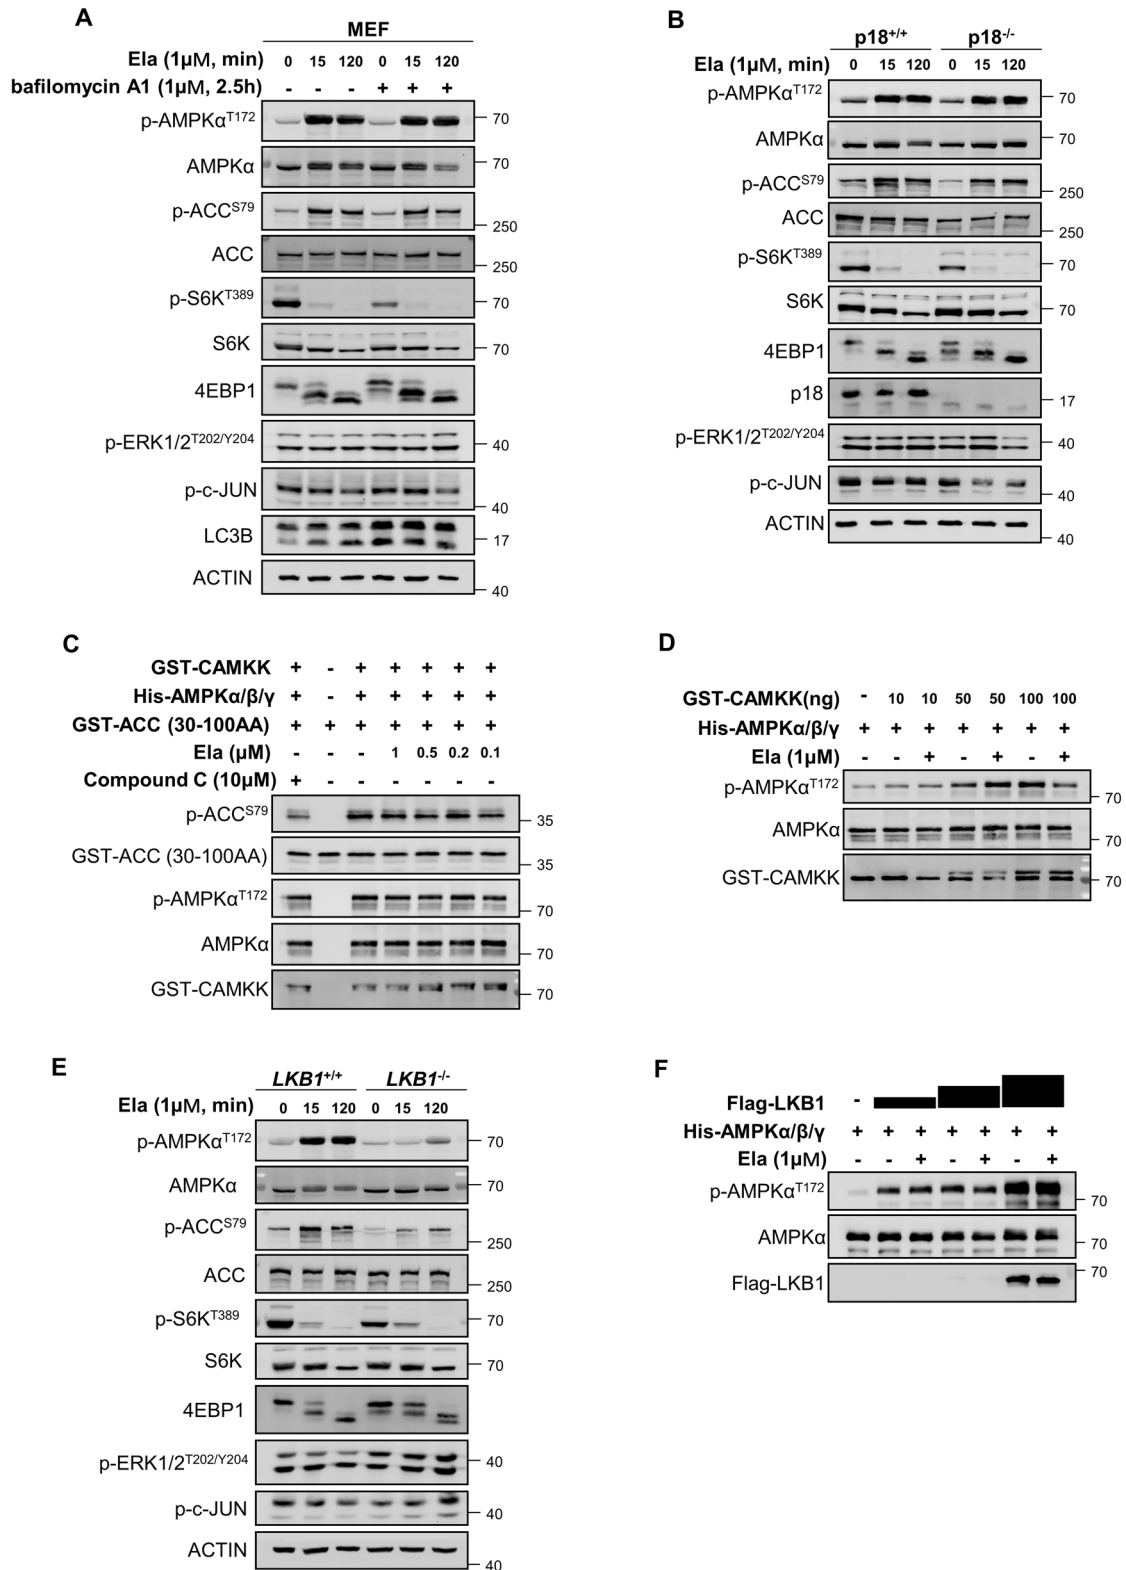 A
MEF
Ela (1μM, min) 0 15 120 0 15 120
bafilomycin A1 (1μM, 2.5h) - - - + + +
p-AMPKα^T172 70
AMPKα 70
p-ACC^S79 250
ACC 250
p-S6K^T389 70
S6K 70
4EBP1
p-ERK1/2^T202/Y204 40
p-c-JUN 40
LC3B 17
ACTIN 40
B
p18+/+ p18-/-
Ela (1μM, min) 0 15 120 0 15 120
p-AMPKα^T172 70
AMPKα 70
p-ACC^S79 250
ACC 250
p-S6K^T389 70
S6K 70
4EBP1
p18 17
p-ERK1/2^T202/Y204 40
p-c-JUN 40
ACTIN 40
C
GST-CAMKK + - + + + + +
His-AMPKα/β/γ + - + + + + +
GST-ACC (30-100AA) + + + + + + +
Ela (μM) - - - 1 0.5 0.2 0.1
Compound C (10μM) + - - - - - -
p-ACC^S79 35
GST-ACC (30-100AA) 35
p-AMPKα^T172 70
AMPKα 70
GST-CAMKK 70
D
GST-CAMKK(ng) - 10 10 50 50 100 100
His-AMPKα/β/γ + + + + + + +
Ela (1μM) - - + - + - +
p-AMPKα^T172 70
AMPKα 70
GST-CAMKK 70
E
LKB1+/+ LKB1-/-
Ela (1μM, min) 0 15 120 0 15 120
p-AMPKα^T172 70
AMPKα 70
p-ACC^S79 250
ACC 250
p-S6K^T389 70
S6K 70
4EBP1
p-ERK1/2^T202/Y204 40
p-c-JUN 40
ACTIN 40
F
Flag-LKB1 -
His-AMPKα/β/γ + + + + + + +
Ela (1μM) - - + - + - +
p-AMPKα^T172 70
AMPKα 70
Flag-LKB1 70